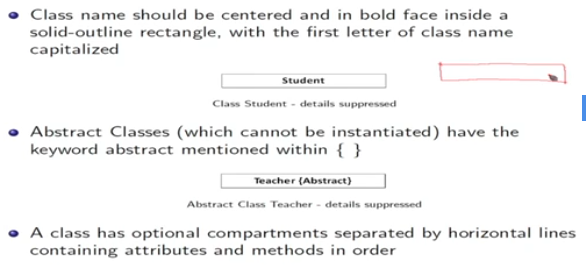 Class name should be centered and in bold face inside a
solid-outline rectangle, with the first letter of class name
capitalized
Student
Class Student - details suppressed
Abstract Classes (which cannot be instantiated) have the
keyword abstract mentioned within { }
Teacher {Abstract}
Abstract Class Teacher - details suppressed
A class has optional compartments separated by horizontal lines
containing attributes and methods in order